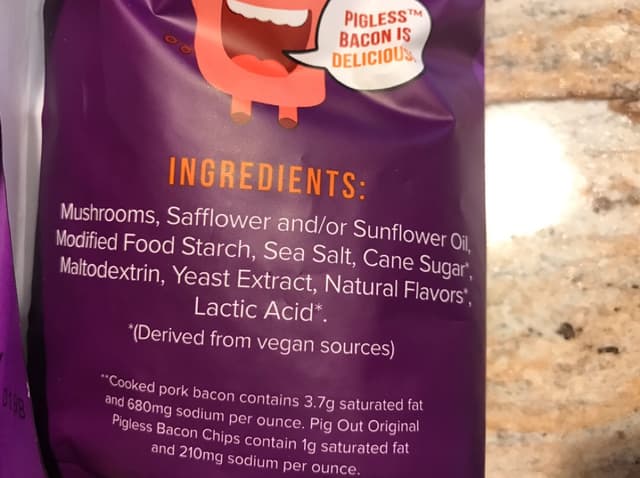 PIGLESS™
BACON IS
DELICIOUS
INGREDIENTS:
Mushrooms, Safflower and/or Sunflower Oil,
Modified Food Starch, Sea Salt, Cane Sugar*,
Maltodextrin, Yeast Extract, Natural Flavors*,
Lactic Acid*.
*(Derived from vegan sources)
**Cooked pork bacon contains 3.7g saturated fat
and 680mg sodium per ounce. Pig Out Original
Pigless Bacon Chips contain 1g saturated fat
and 210mg sodium per ounce.